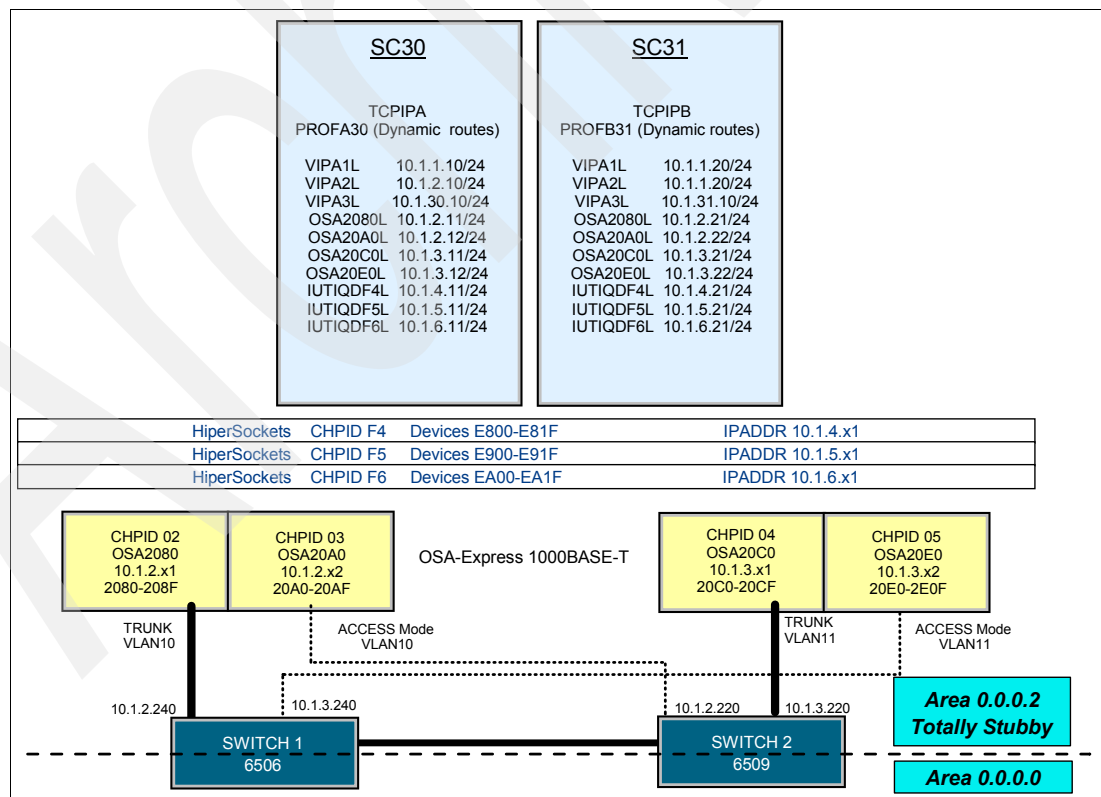 SC30
TCPIPA
PROFA30 (Dynamic routes)
VIPA1L 10.1.1.10/24
VIPA2L 10.1.2.10/24
VIPA3L 10.1.30.10/24
OSA2080L 10.1.2.11/24
OSA20A0L 10.1.2.12/24
OSA20C0L 10.1.3.11/24
OSA20E0L 10.1.3.12/24
IUTIQDF4L 10.1.4.11/24
IUTIQDF5L 10.1.5.11/24
IUTIQDF6L 10.1.6.11/24
SC31
TCPIPB
PROFB31 (Dynamic routes)
VIPA1L 10.1.1.20/24
VIPA2L 10.1.1.20/24
VIPA3L 10.1.31.10/24
OSA2080L 10.1.2.21/24
OSA20A0L 10.1.2.22/24
OSA20C0L 10.1.3.21/24
OSA20E0L 10.1.3.22/24
IUTIQDF4L 10.1.4.21/24
IUTIQDF5L 10.1.5.21/24
IUTIQDF6L 10.1.6.21/24
HiperSockets CHPID F4 Devices E800-E81F IPADDR 10.1.4.x1
HiperSockets CHPID F5 Devices E900-E91F IPADDR 10.1.5.x1
HiperSockets CHPID F6 Devices EA00-EA1F IPADDR 10.1.6.x1
CHPID 02
OSA2080
10.1.2.x1
2080-208F
CHPID 03
OSA20A0
10.1.2.x2
20A0-20AF
OSA-Express 1000BASE-T
CHPID 04
OSA20C0
10.1.3.x1
20C0-20CF
CHPID 05
OSA20E0
10.1.3.x2
20E0-2E0F
TRUNK
VLAN10
ACCESS Mode
VLAN10
TRUNK
VLAN11
ACCESS Mode
VLAN11
10.1.2.240
10.1.3.240
10.1.2.220
10.1.3.220
SWITCH 1
6506
SWITCH 2
6509
Area 0.0.0.2
Totally Stubby
Area 0.0.0.0